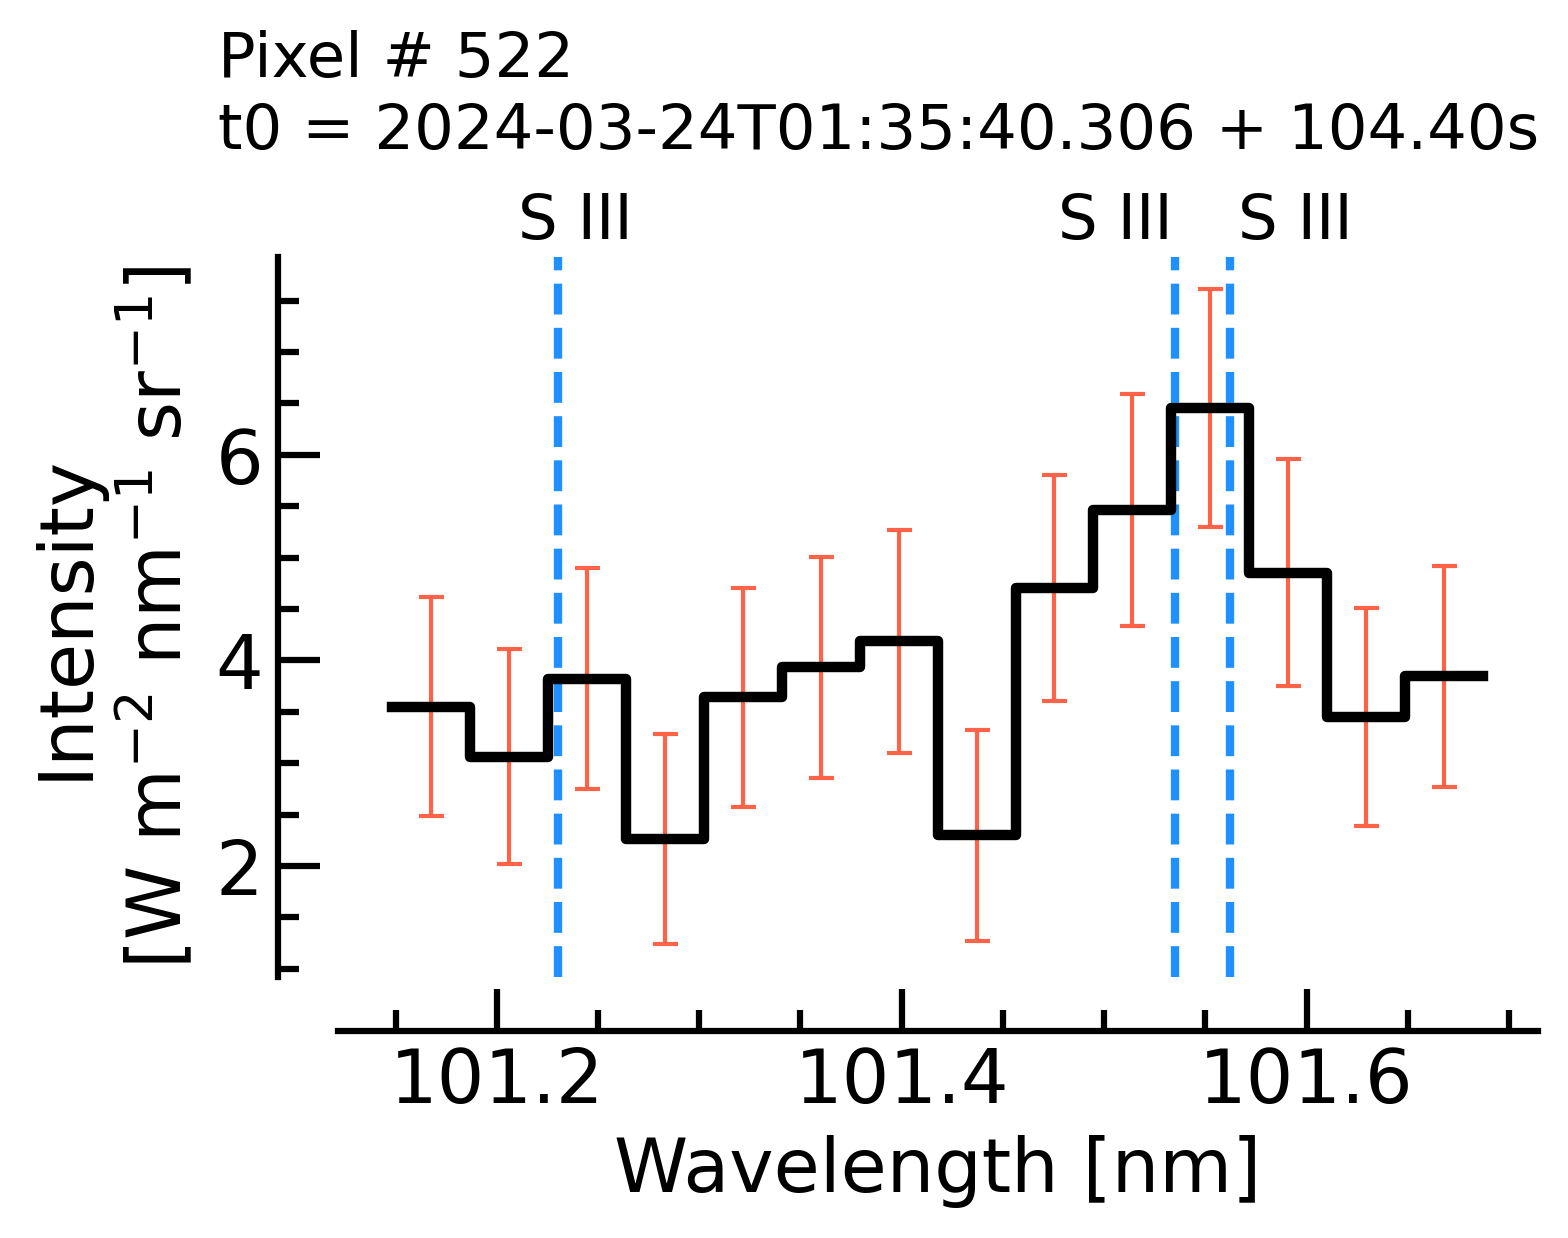 Pixel # 522
t0 = 2024-03-24T01:35:40.306 + 104.40s
S III S III S III
Intensity
[W m⁻² nm⁻¹ sr⁻¹]
6
4
2
101.2 101.4 101.6
Wavelength [nm]